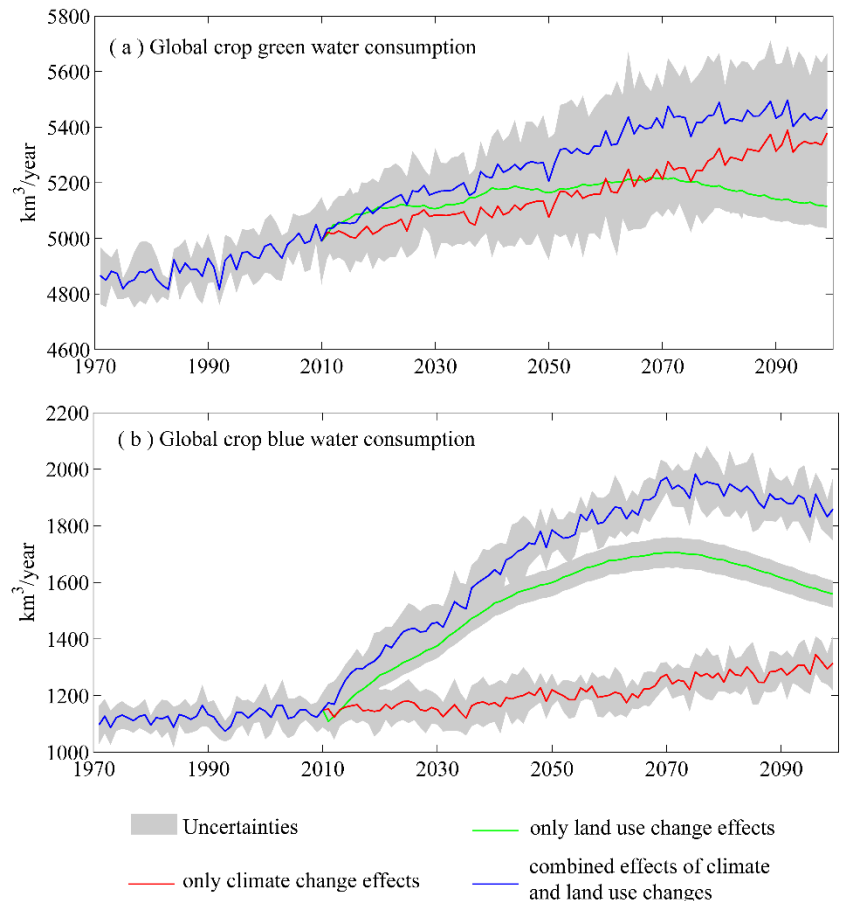 5800
( a ) Global crop green water consumption
5600
5400
5200
5000
4800
4600
km³/year
1970 1990 2010 2030 2050 2070 2090
2200
( b ) Global crop blue water consumption
2000
1800
1600
1400
1200
1000
km³/year
1970 1990 2010 2030 2050 2070 2090
Uncertainties
only land use change effects
only climate change effects
combined effects of climate
and land use changes